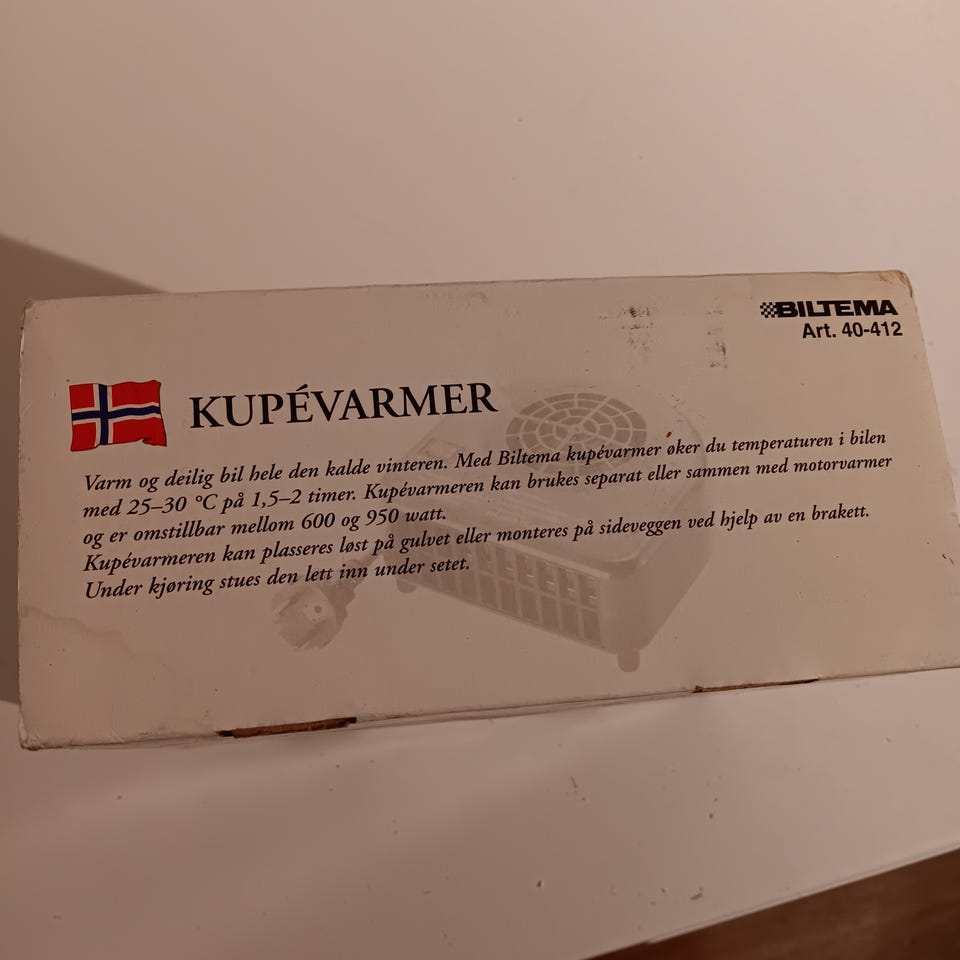 BILTEMA
Art. 40-412
KUPÉVARMER
Varm og deilig bil hele den kalde vinteren. Med Biltema kupévarmer øker du temperaturen i bilen
med 25–30 °C på 1,5–2 timer. Kupévarmeren kan brukes separat eller sammen med motorvarmer
og er omstillbar mellom 600 og 950 watt.
Kupévarmeren kan plasseres løst på gulvet eller monteres på sideveggen ved hjelp av en brakett.
Under kjøring stues den lett inn under setet.